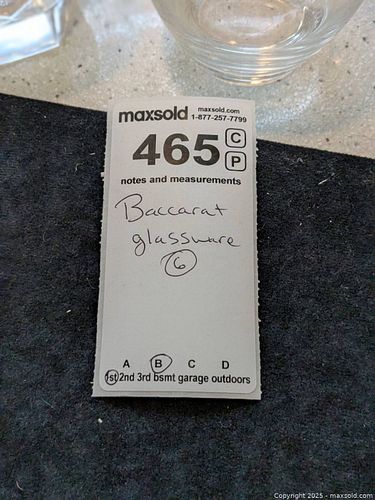 maxsold maxsold.com
1-877-257-7799
465 C
P
notes and measurements
Baccarat
glassware
6
A B C D
1st 2nd 3rd bsmt garage outdoors
Copyright 2025 - www.maxsold.com